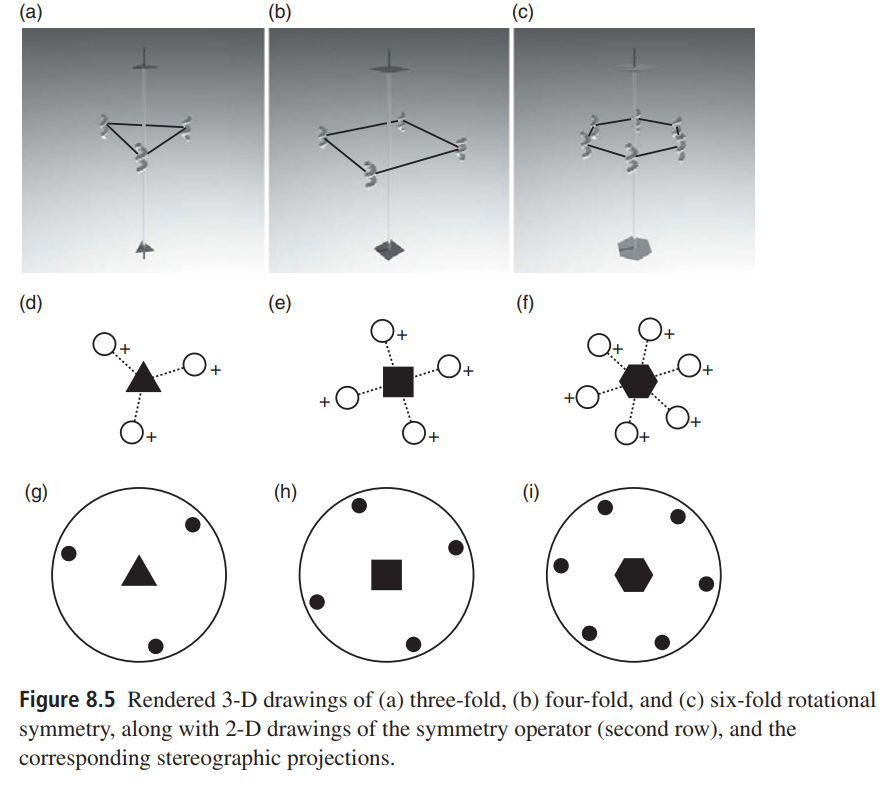 (a) (b) (c)
(d) (e) (f)
+ + + + + + + + + + + + +
(g) (h) (i)
Figure 8.5 Rendered 3-D drawings of (a) three-fold, (b) four-fold, and (c) six-fold rotational
symmetry, along with 2-D drawings of the symmetry operator (second row), and the
corresponding stereographic projections.